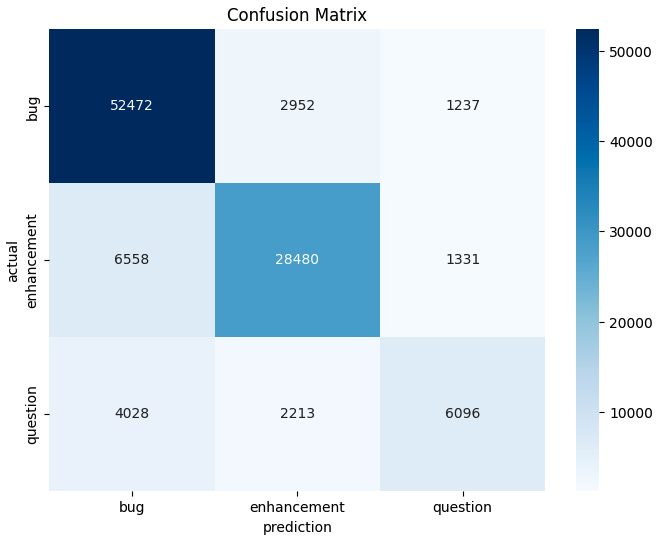 Confusion Matrix
bug
52472 2952 1237
50000
40000
actual
enhancement
6558 28480 1331
30000
20000
question
4028 2213 6096
10000
bug enhancement question
prediction